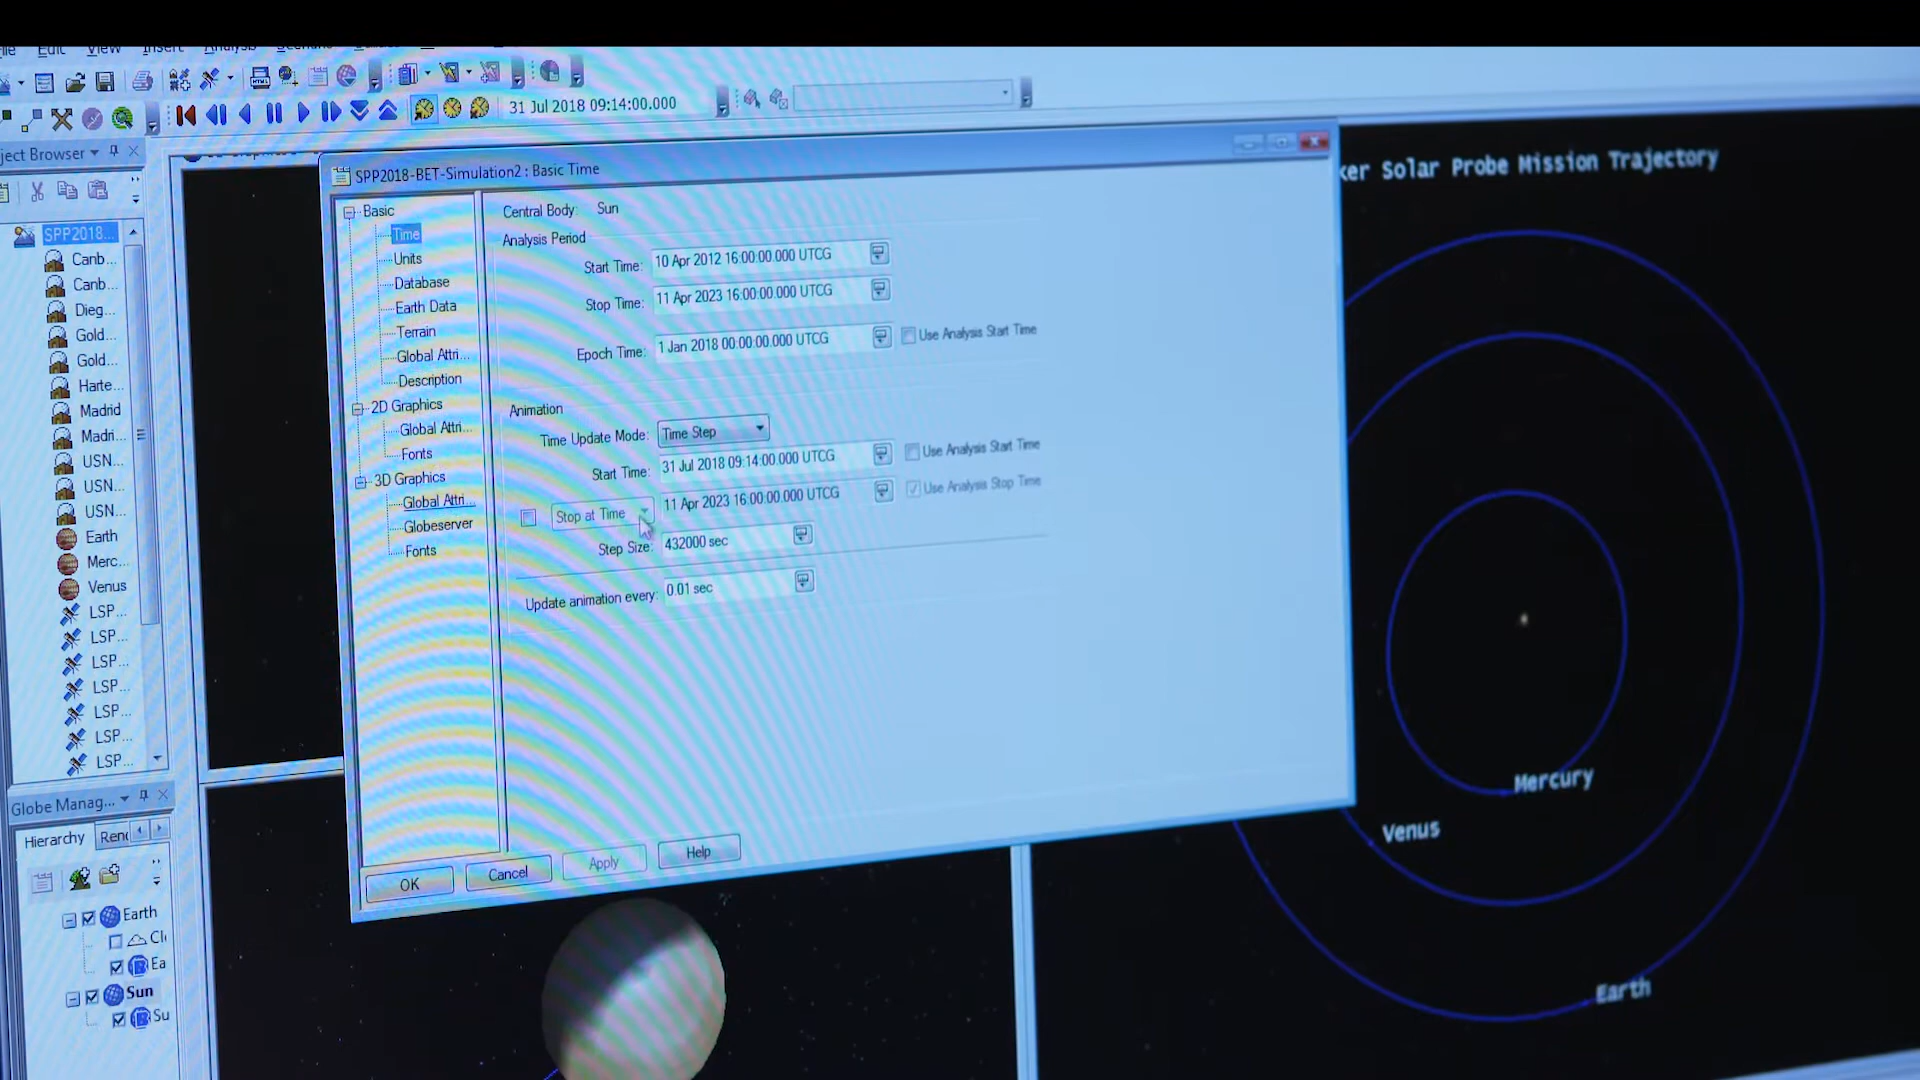 Edit View Insert Analysis
31 Jul 2018 09:14:00.000
ject Browser
SPP2018...
Canb...
Canb...
Dieg...
Gold...
Gold...
Harte...
Madrid
Madri...
USN...
USN...
USN...
Earth
Merc...
Venus
LSP...
LSP...
LSP...
LSP...
LSP...
LSP...
LSP...
Globe Manag...
Hierarchy
Earth
Cl
Ea
Sun
Su
SPP2018-BET-Simulation2 : Basic Time
Basic
Time
Units
Database
Earth Data
Terrain
Global Attri...
Description
2D Graphics
Global Attri...
Fonts
3D Graphics
Global Attri...
Globeserver
Fonts
Central Body: Sun
Analysis Period
Start Time: 10 Apr 2012 16:00:00.000 UTCG
Stop Time: 11 Apr 2023 16:00:00.000 UTCG
Epoch Time: 1 Jan 2018 00:00:00.000 UTCG Use Analysis Start Time
Animation
Time Update Mode: Time Step
Start Time: 31 Jul 2018 09:14:00.000 UTCG Use Analysis Start Time
Stop at Time 11 Apr 2023 16:00:00.000 UTCG Use Analysis Stop Time
Step Size: 432000 sec
Update animation every: 0.01 sec
OK Cancel Apply Help
ker Solar Probe Mission Trajectory
Mercury
Venus
Earth